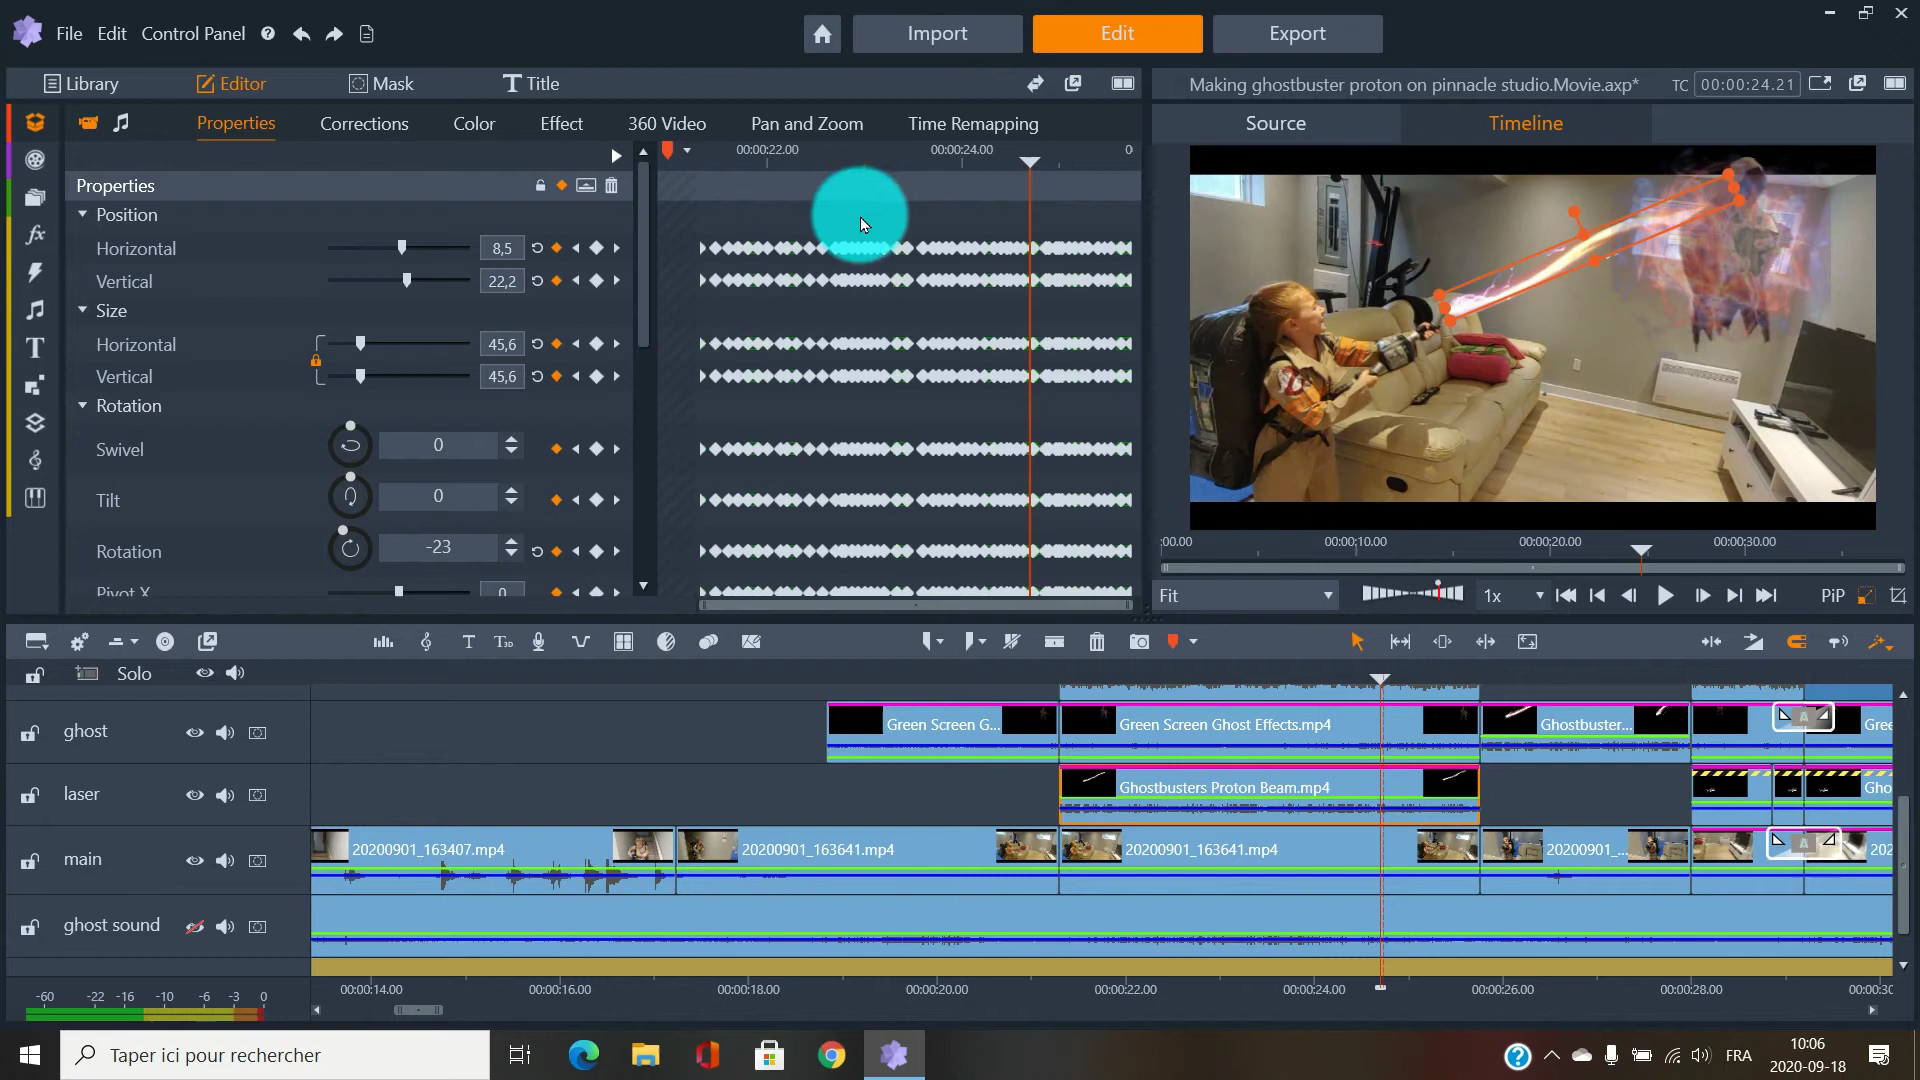 File Edit Control Panel
Import Edit Export
Library Editor Mask Title
Making ghostbuster proton on pinnacle studio.Movie.axp* TC 00:00:24.21
Properties Corrections Color Effect 360 Video Pan and Zoom Time Remapping
Source Timeline
00:00:22.00 00:00:24.00
Properties
Position
Horizontal 8,5
Vertical 22,2
Size
Horizontal 45,6
Vertical 45,6
Rotation
Swivel 0
Tilt 0
Rotation -23
Pivot X 0
:00.00 00:00:10.00 00:00:20.00 00:00:30.00
Fit 1x PiP
Solo
ghost Green Screen G... Green Screen Ghost Effects.mp4 Ghostbuster... A Gree
laser Ghostbusters Proton Beam.mp4 Gho
main 20200901_163407.mp4 20200901_163641.mp4 20200901_163641.mp4 20200901_... A 202
ghost sound
-60 -22 -16 -10 -6 -3 0
00:00:14.00 00:00:16.00 00:00:18.00 00:00:20.00 00:00:22.00 00:00:24.00 00:00:26.00 00:00:28.00 00:00:30
Taper ici pour rechercher
FRA
10:06
2020-09-18